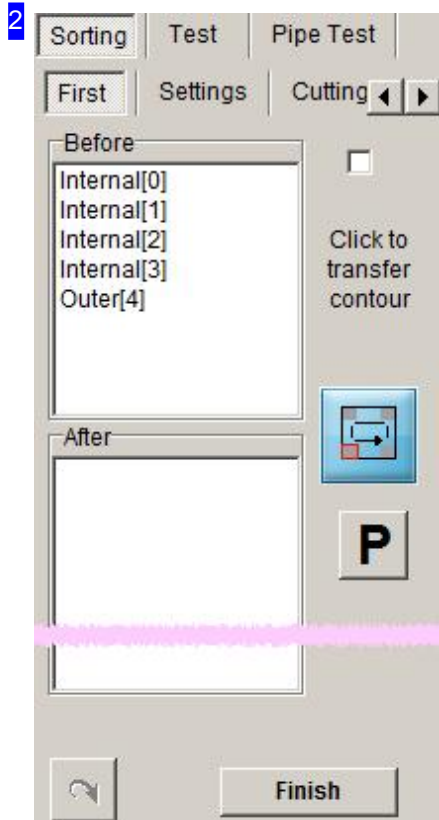 2
Sorting Test Pipe Test
First Settings Cutting
Before
Internal[0]
Internal[1]
Internal[2]
Internal[3]
Outer[4]
Click to
transfer
contour
After
P
Finish